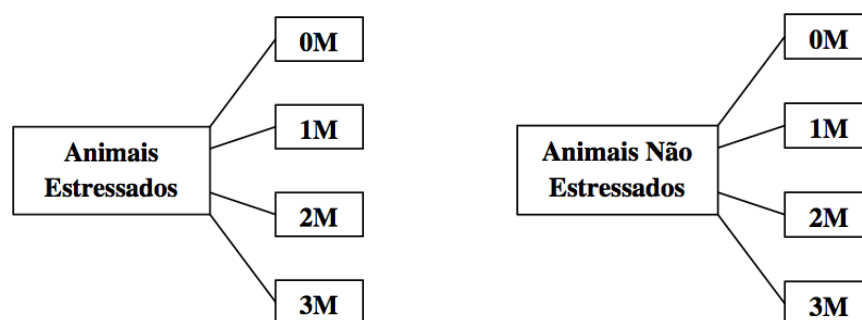 0M
1M
Animais
Estressados
2M
3M
0M
1M
Animais Não
Estressados
2M
3M